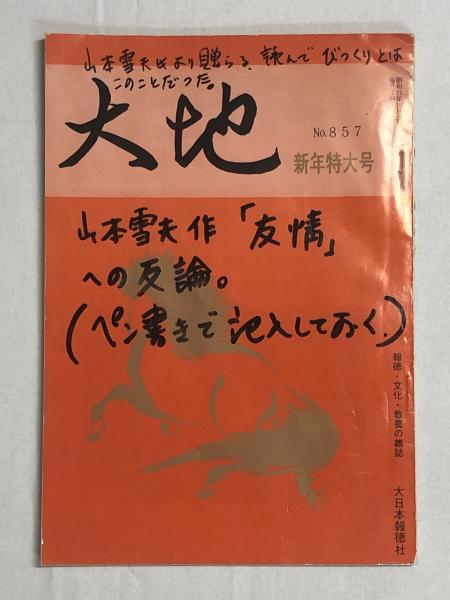 山本雪夫氏より贈らる、読んでびっくりとは
このことだった。
大地
No.857
新年特大号
山本雪夫作「友情」
への反論。
(ペン書きで記入しておく。)
報徳・文化・教養の雑誌
大日本報徳社